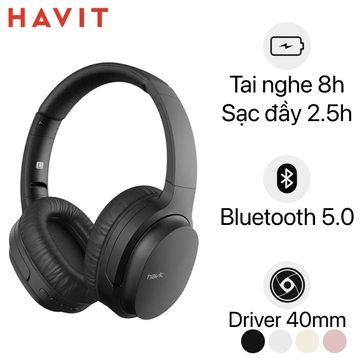 HAVIT
Tai nghe 8h
Sạc đầy 2.5h
Bluetooth 5.0
Driver 40mm
havit
L